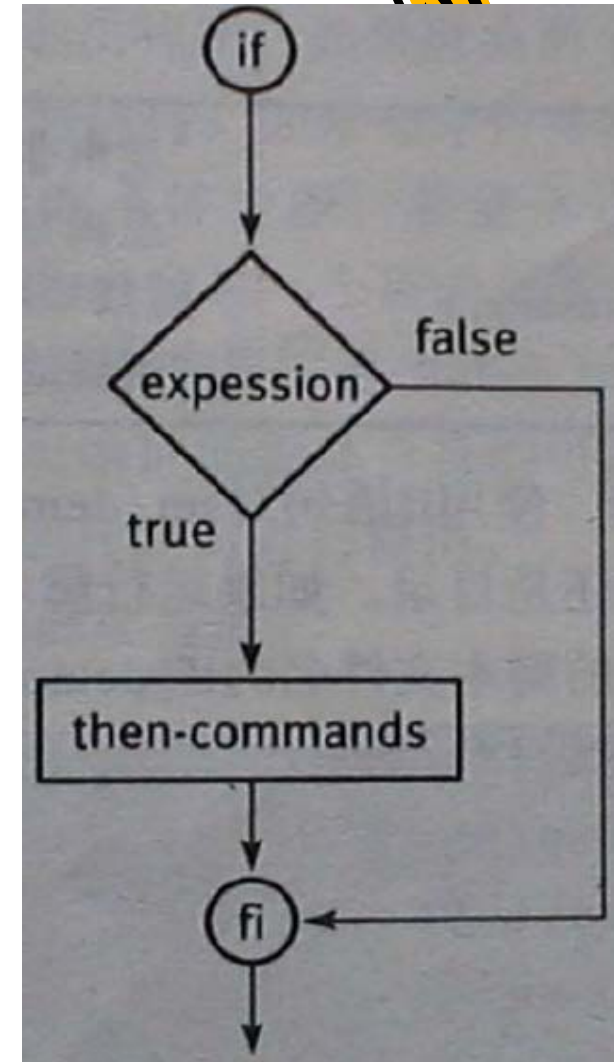 if
false
expession
true
then-commands
fi